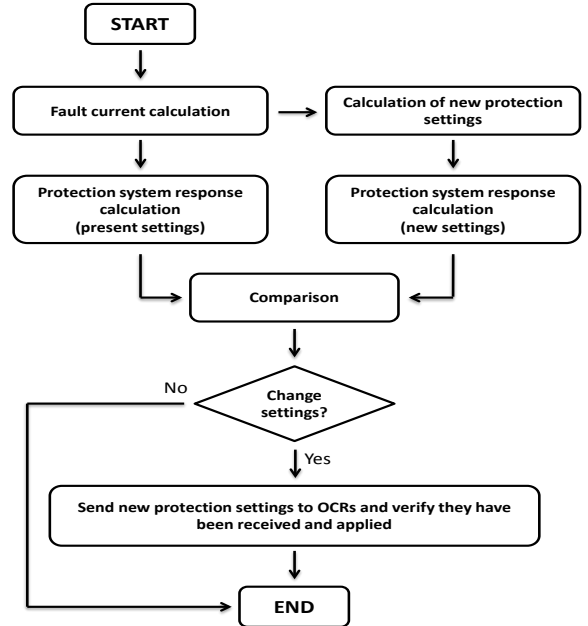 START
Fault current calculation
Calculation of new protection
settings
Protection system response
calculation
(present settings)
Protection system response
calculation
(new settings)
Comparison
No
Change
settings?
Yes
Send new protection settings to OCRs and verify they have
been received and applied
END